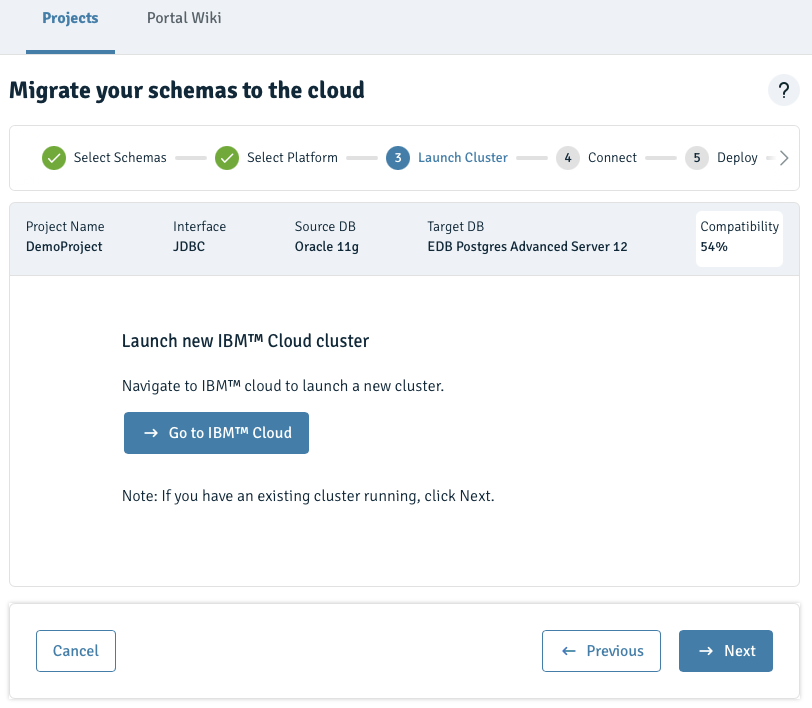 Projects Portal Wiki
Migrate your schemas to the cloud ?
Select Schemas Select Platform 3 Launch Cluster 4 Connect 5 Deploy
Project Name Interface Source DB Target DB Compatibility
DemoProject JDBC Oracle 11g EDB Postgres Advanced Server 12 54%
Launch new IBM™ Cloud cluster
Navigate to IBM™ cloud to launch a new cluster.
→ Go to IBM™ Cloud
Note: If you have an existing cluster running, click Next.
Cancel ← Previous → Next